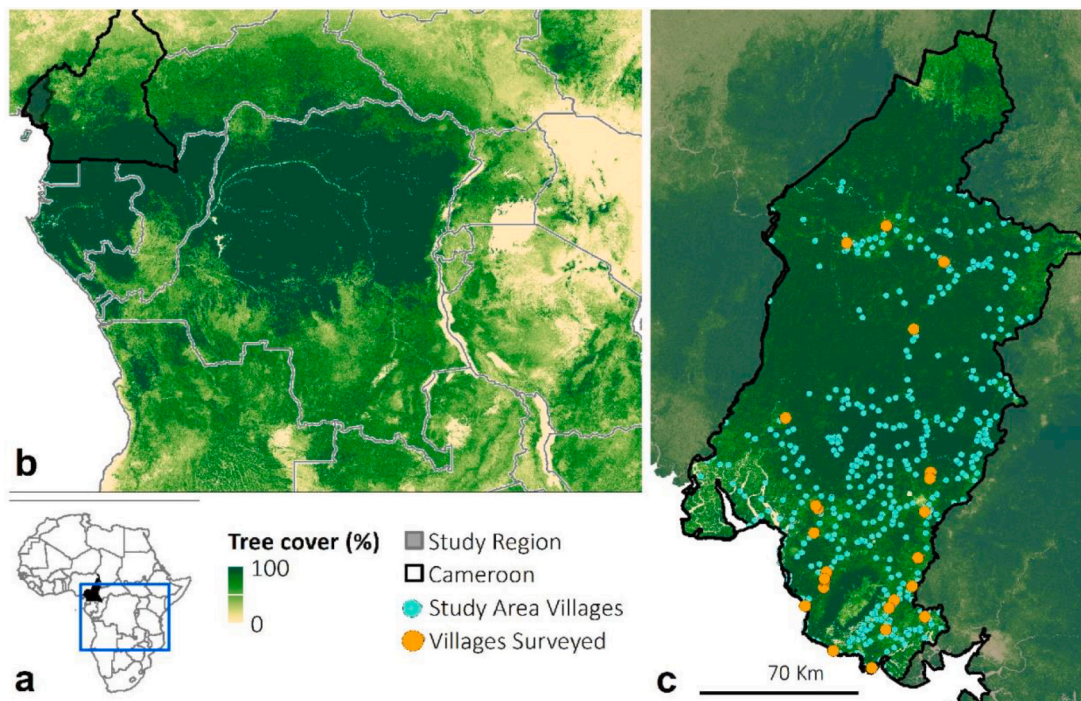 b
a
Tree cover (%)
100
0
Study Region
Cameroon
Study Area Villages
Villages Surveyed
70 Km
c